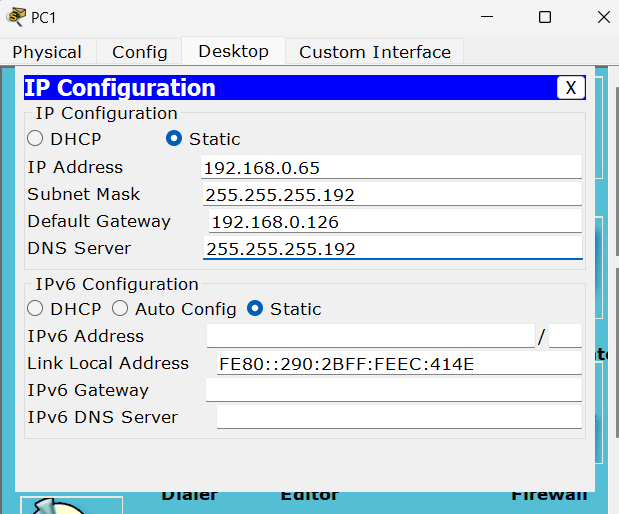 PC1
Physical Config Desktop Custom Interface
IP Configuration X
IP Configuration
DHCP Static
IP Address 192.168.0.65
Subnet Mask 255.255.255.192
Default Gateway 192.168.0.126
DNS Server 255.255.255.192
IPv6 Configuration
DHCP Auto Config Static
IPv6 Address /
Link Local Address FE80::290:2BFF:FEEC:414E
IPv6 Gateway
IPv6 DNS Server
Dialer Editor Firewall